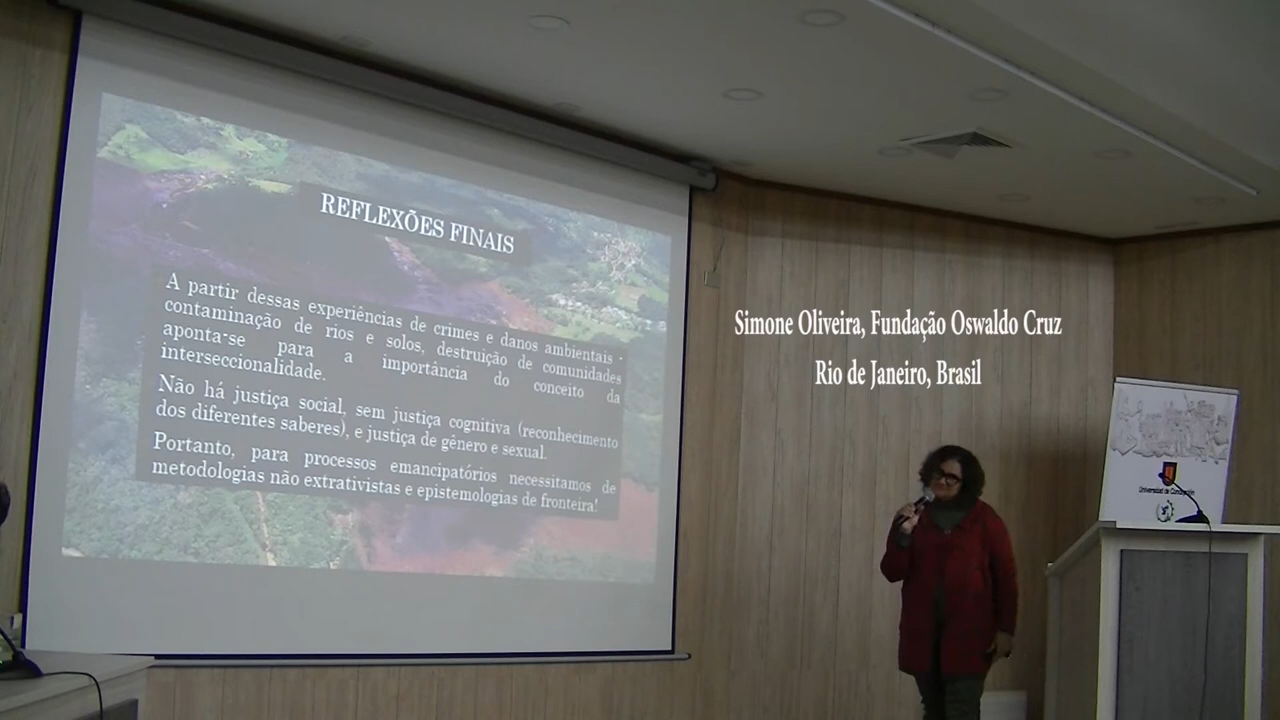 REFLEXÕES FINAIS
A partir dessas experiências de crimes e danos ambientais -
contaminação de rios e solos, destruição de comunidades
aponta-se para a importância do conceito da
interseccionalidade.
Não há justiça social, sem justiça cognitiva (reconhecimento
dos diferentes saberes), e justiça de gênero e sexual.
Portanto, para processos emancipatórios necessitamos de
metodologias não extrativistas e epistemologias de fronteira!
Simone Oliveira, Fundação Oswaldo Cruz
Rio de Janeiro, Brasil
Universidad de Concepción